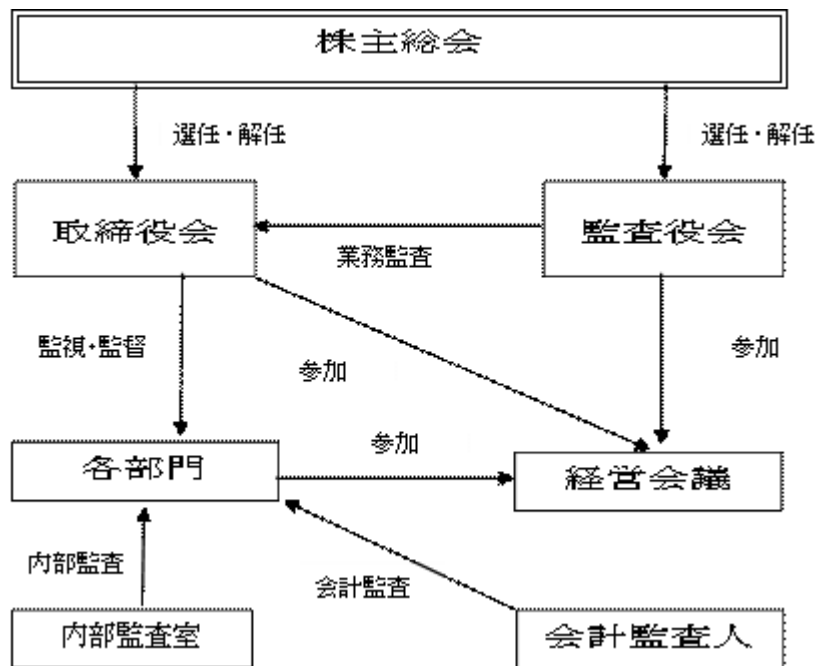 株主総会
選任・解任
選任・解任
取締役会
監査役会
業務監査
監視・監督
参加
参加
各部門
参加
経営会議
内部監査
会計監査
内部監査室
会計監査人